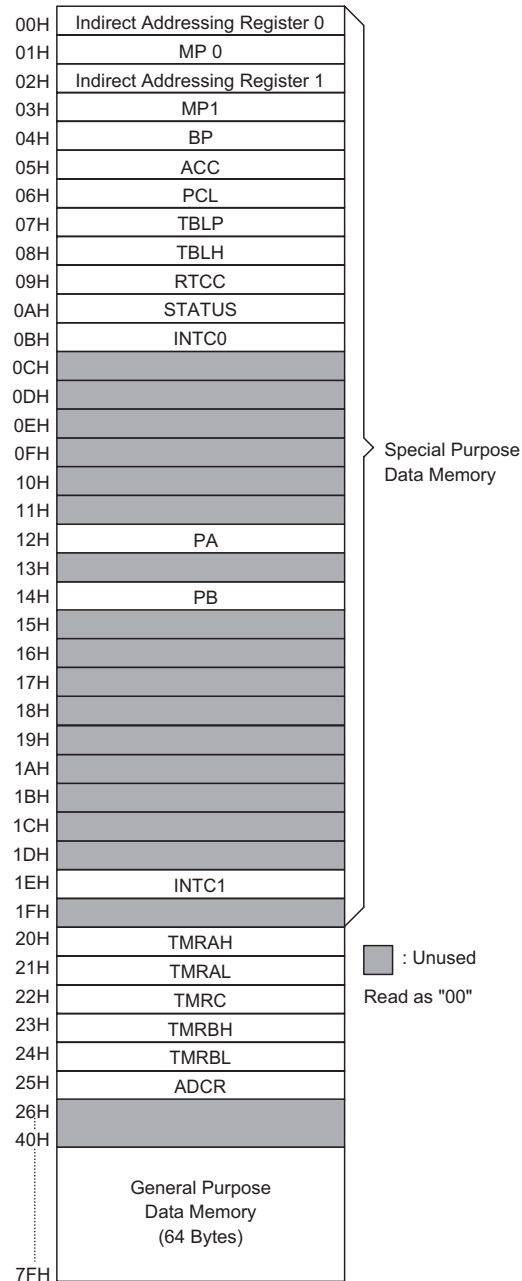 00H Indirect Addressing Register 0
01H MP 0
02H Indirect Addressing Register 1
03H MP1
04H BP
05H ACC
06H PCL
07H TBLP
08H TBLH
09H RTCC
0AH STATUS
0BH INTC0
0CH
0DH
0EH
0FH
10H
11H
12H PA
13H
14H PB
15H
16H
17H
18H
19H
1AH
1BH
1CH
1DH
1EH INTC1
1FH
Special Purpose
Data Memory
20H TMRAH
21H TMRAL
22H TMRC
23H TMRBH
24H TMRBL
25H ADCR
26H
40H
General Purpose
Data Memory
(64 Bytes)
7FH
: Unused
Read as "00"